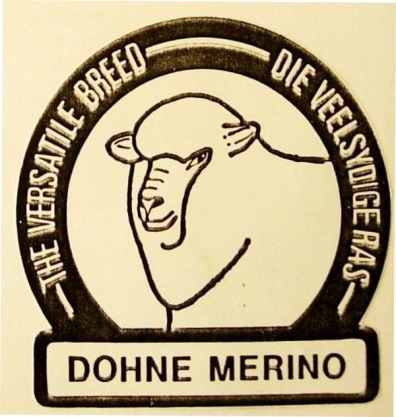 THE VERSATILE BREED
DIE VEELSYDIGE RAS
DOHNE MERINO